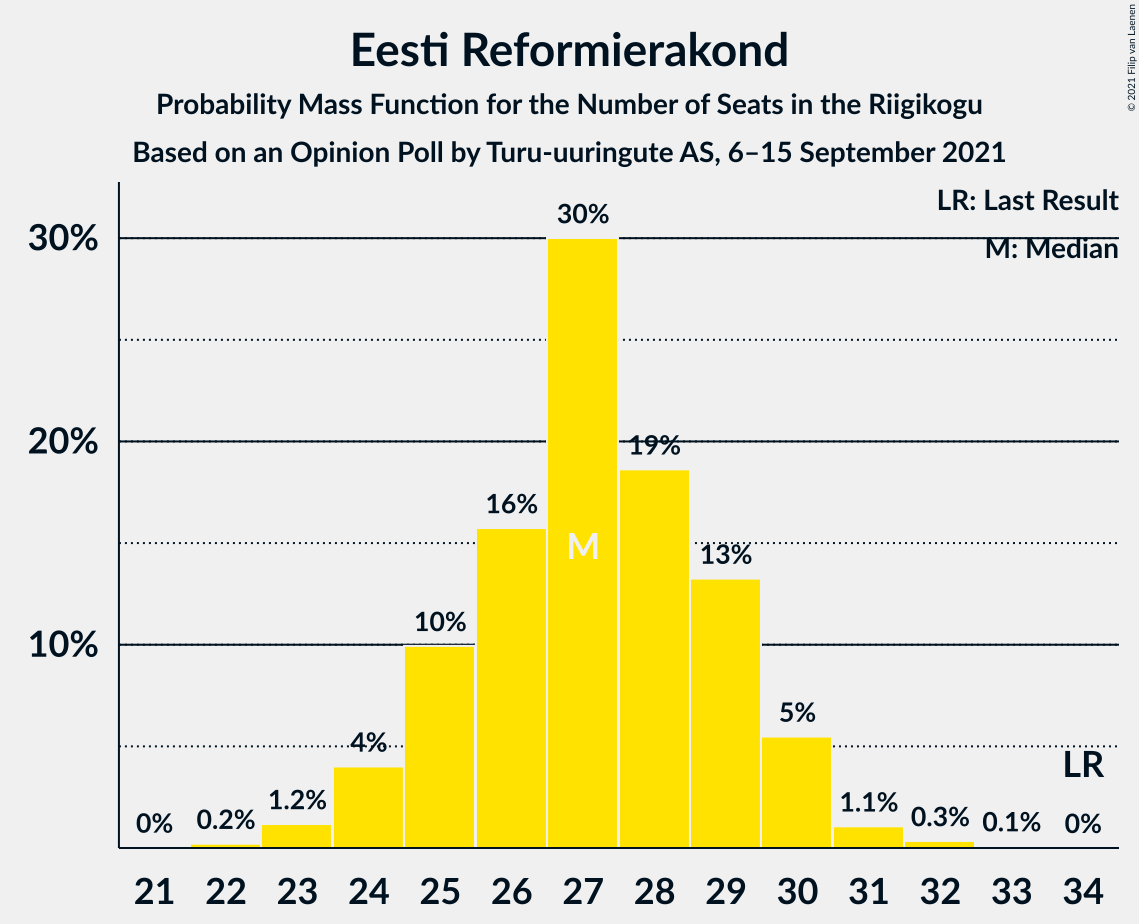 Eesti Reformierakond
Probability Mass Function for the Number of Seats in the Riigikogu
Based on an Opinion Poll by Turu-uuringute AS, 6–15 September 2021
© 2021 Filip van Laenen
LR: Last Result
M: Median
30%
20%
10%
0%
0.2%
1.2%
4%
10%
16%
30%
M
19%
13%
5%
1.1%
0.3%
0.1%
LR
0%
21 22 23 24 25 26 27 28 29 30 31 32 33 34